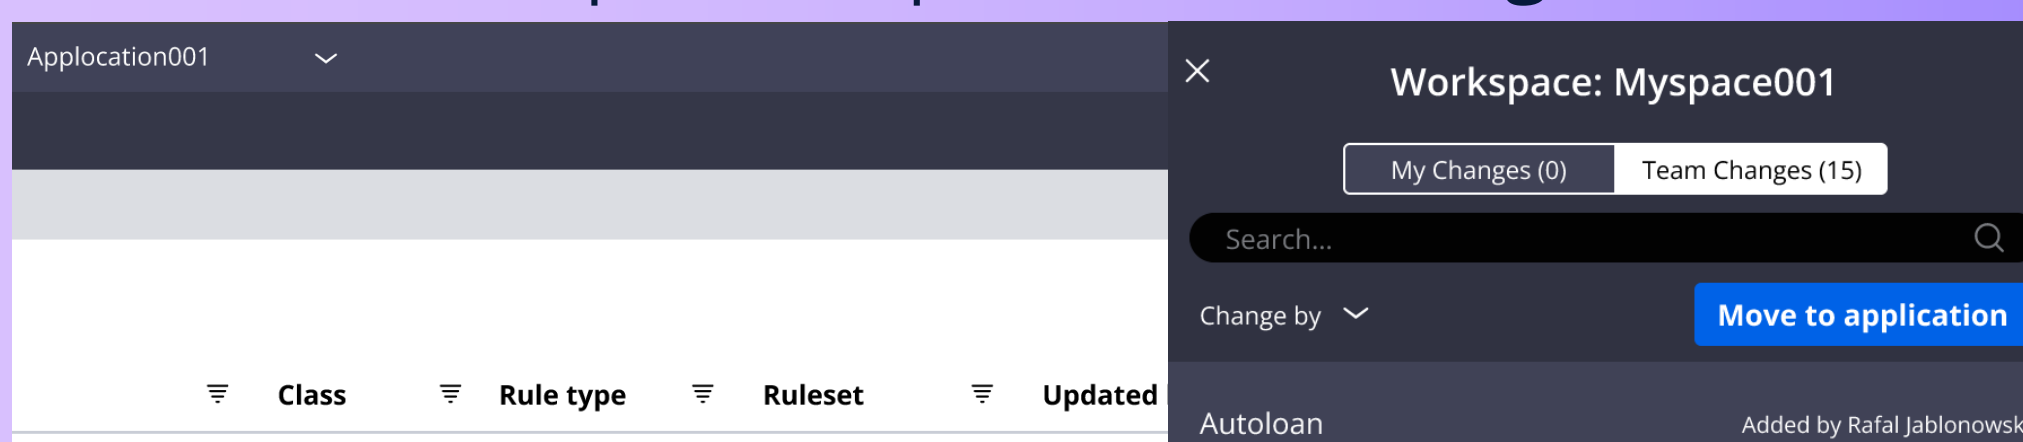 Applocation001
Class Rule type Ruleset Updated
Workspace: Myspace001
My Changes (0) Team Changes (15)
Search...
Change by Move to application
Autoloan Added by Rafal Jablonowsk